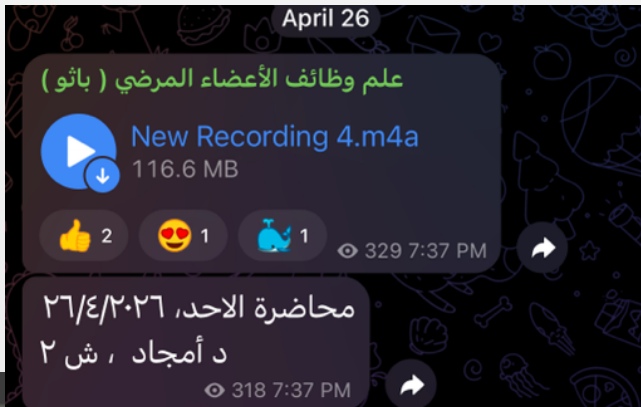 April 26
علم وظائف الأعضاء المرضي ( باثو )
New Recording 4.m4a
116.6 MB
👍 2 😍 1 🐳 1 329 7:37 PM
محاضرة الاحد، ٢٦/٤/٢٠٢٦
د أمجاد ، ش ٢
318 7:37 PM